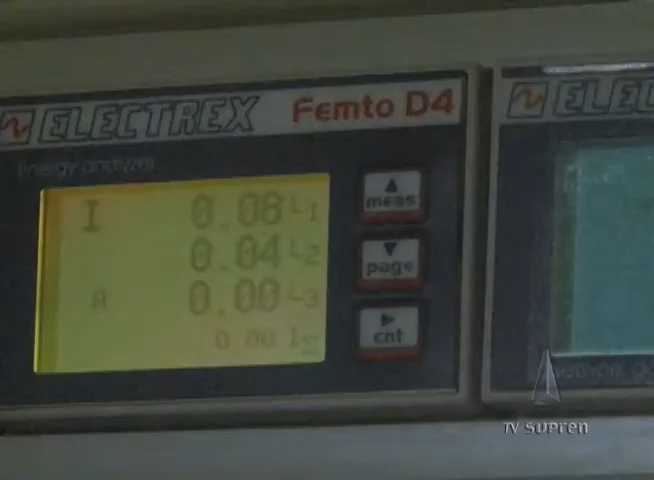 ELECTREX Femto D4
Energy analyzer
I 0.08 L1
0.04 L2
A 0.00 L3
0.00 IΣ
meas
page
cnt
TV SUPren